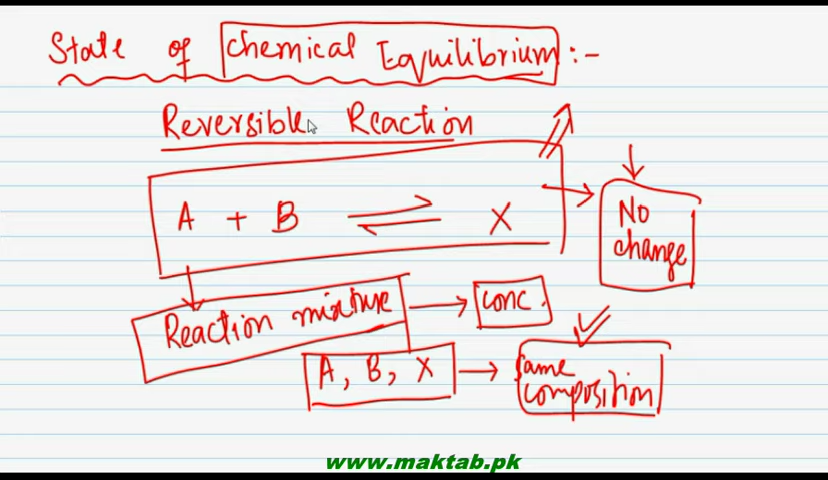 State of Chemical Equilibrium :-
Reversible Reaction
A + B ⇌ X
No
change
Reaction mixture → conc.
A, B, X → same
composition
www.maktab.pk